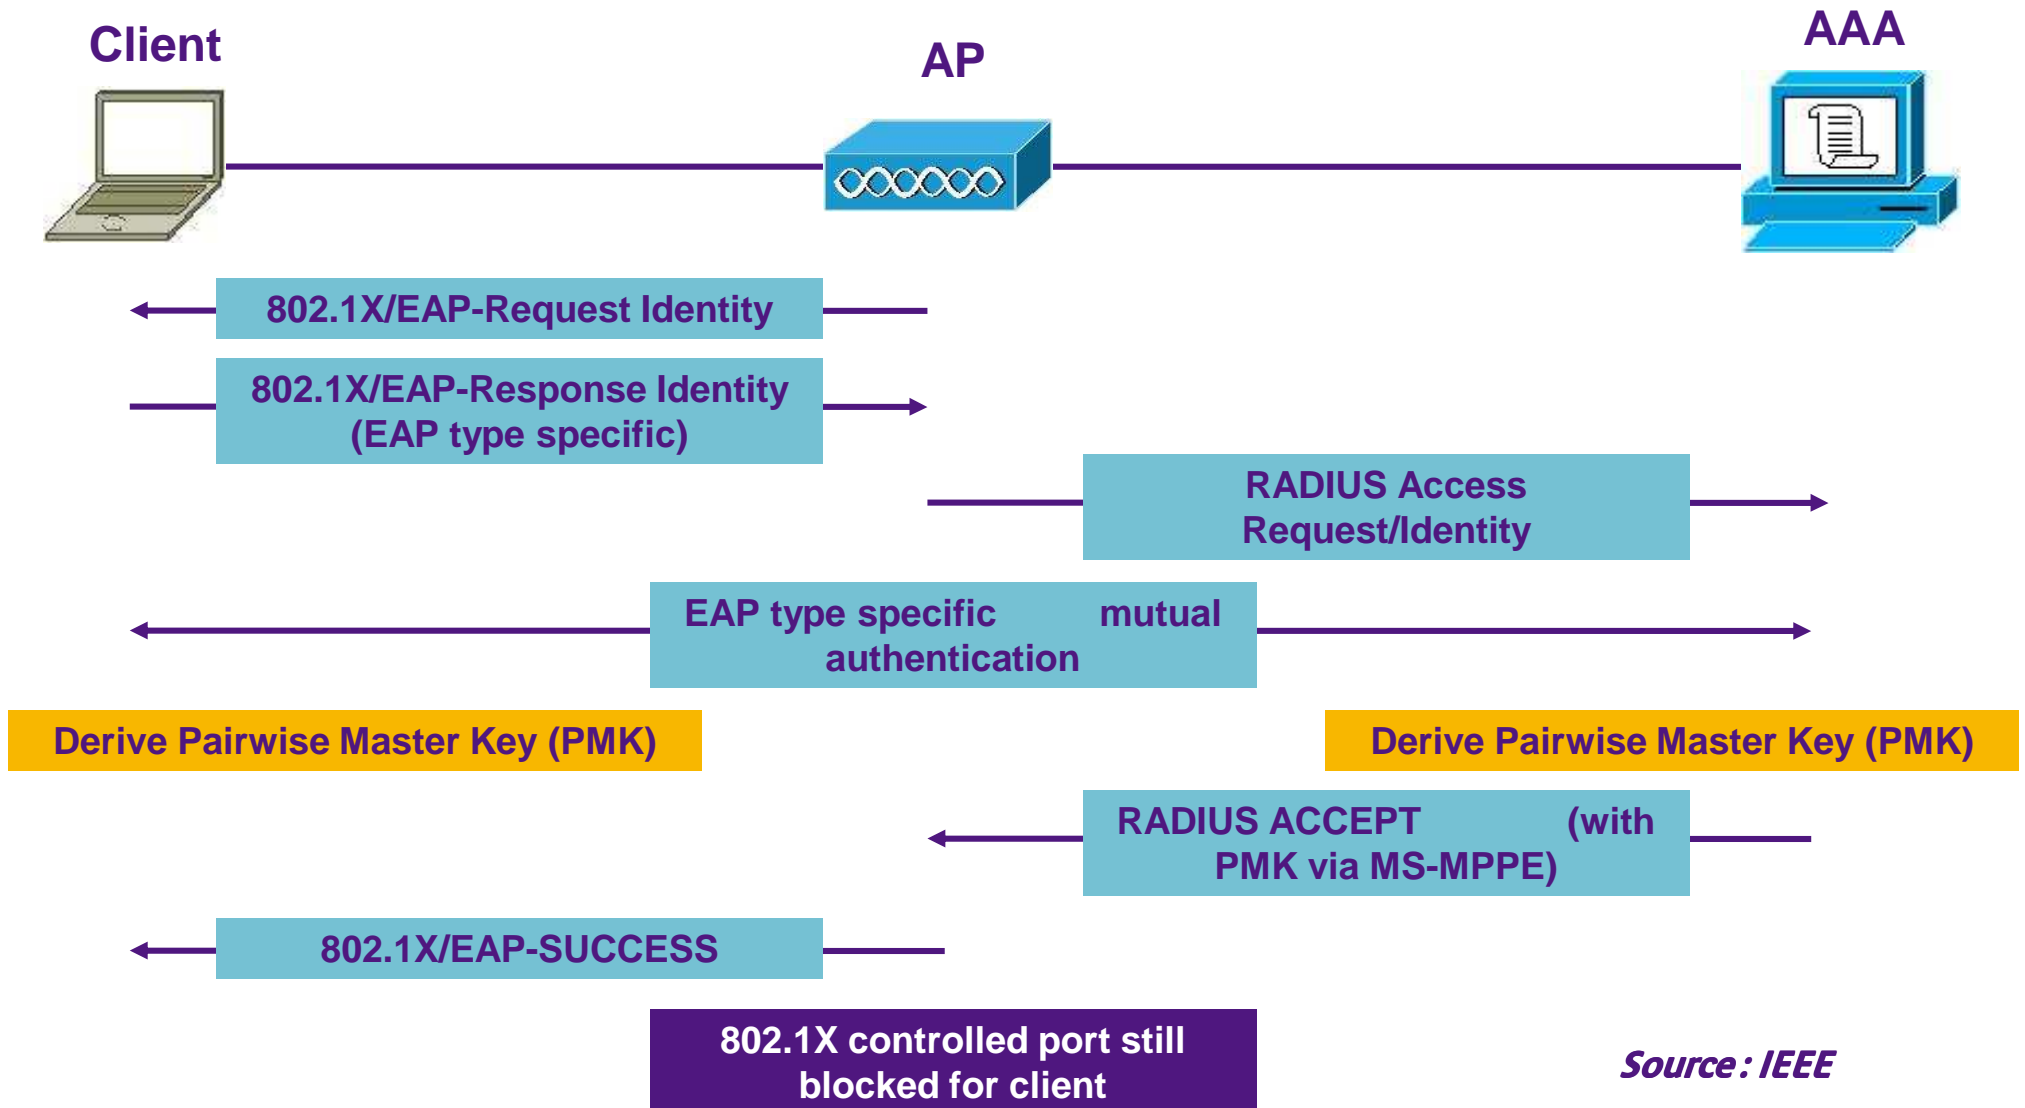 Client
AP
AAA
802.1X/EAP-Request Identity
802.1X/EAP-Response Identity
(EAP type specific)
RADIUS Access
Request/Identity
EAP type specific mutual
authentication
Derive Pairwise Master Key (PMK)
Derive Pairwise Master Key (PMK)
RADIUS ACCEPT (with
PMK via MS-MPPE)
802.1X/EAP-SUCCESS
802.1X controlled port still
blocked for client
Source : IEEE